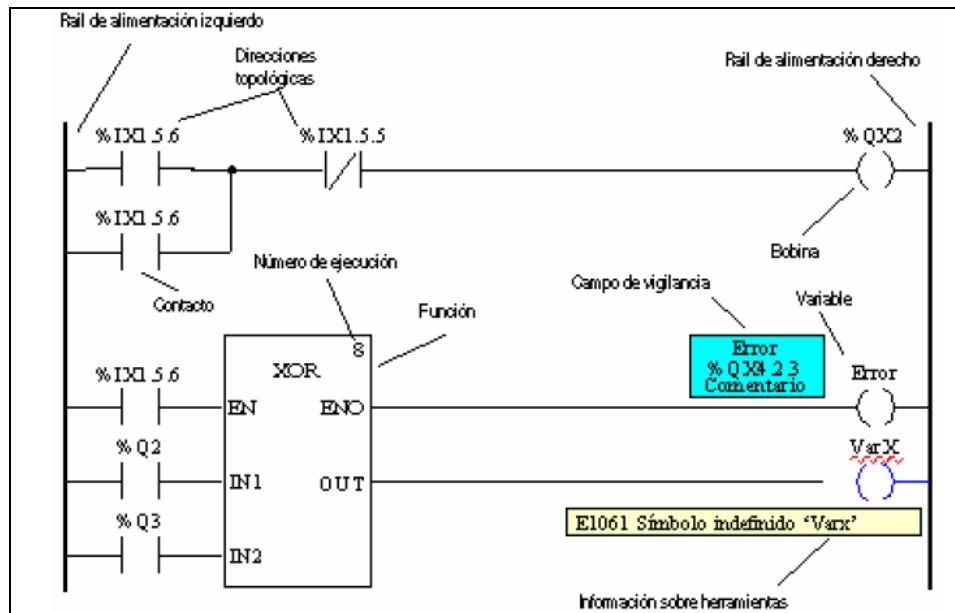 Rail de alimentación izquierdo
Direcciones
topológicas
Rail de alimentación derecho
%IX1.5.6
%IX1.5.5
%QX2
%IX1.5.6
Bobina
Contacto
Número de ejecución
Función
Campo de vigilancia
Variable
8
XOR
Error
%QX4.2.3
Comentario
Error
%IX1.5.6
EN
ENO
%Q2
VarX
IN1
OUT
%Q3
E1061 Símbolo indefinido ‘Varx’
IN2
Información sobre herramientas